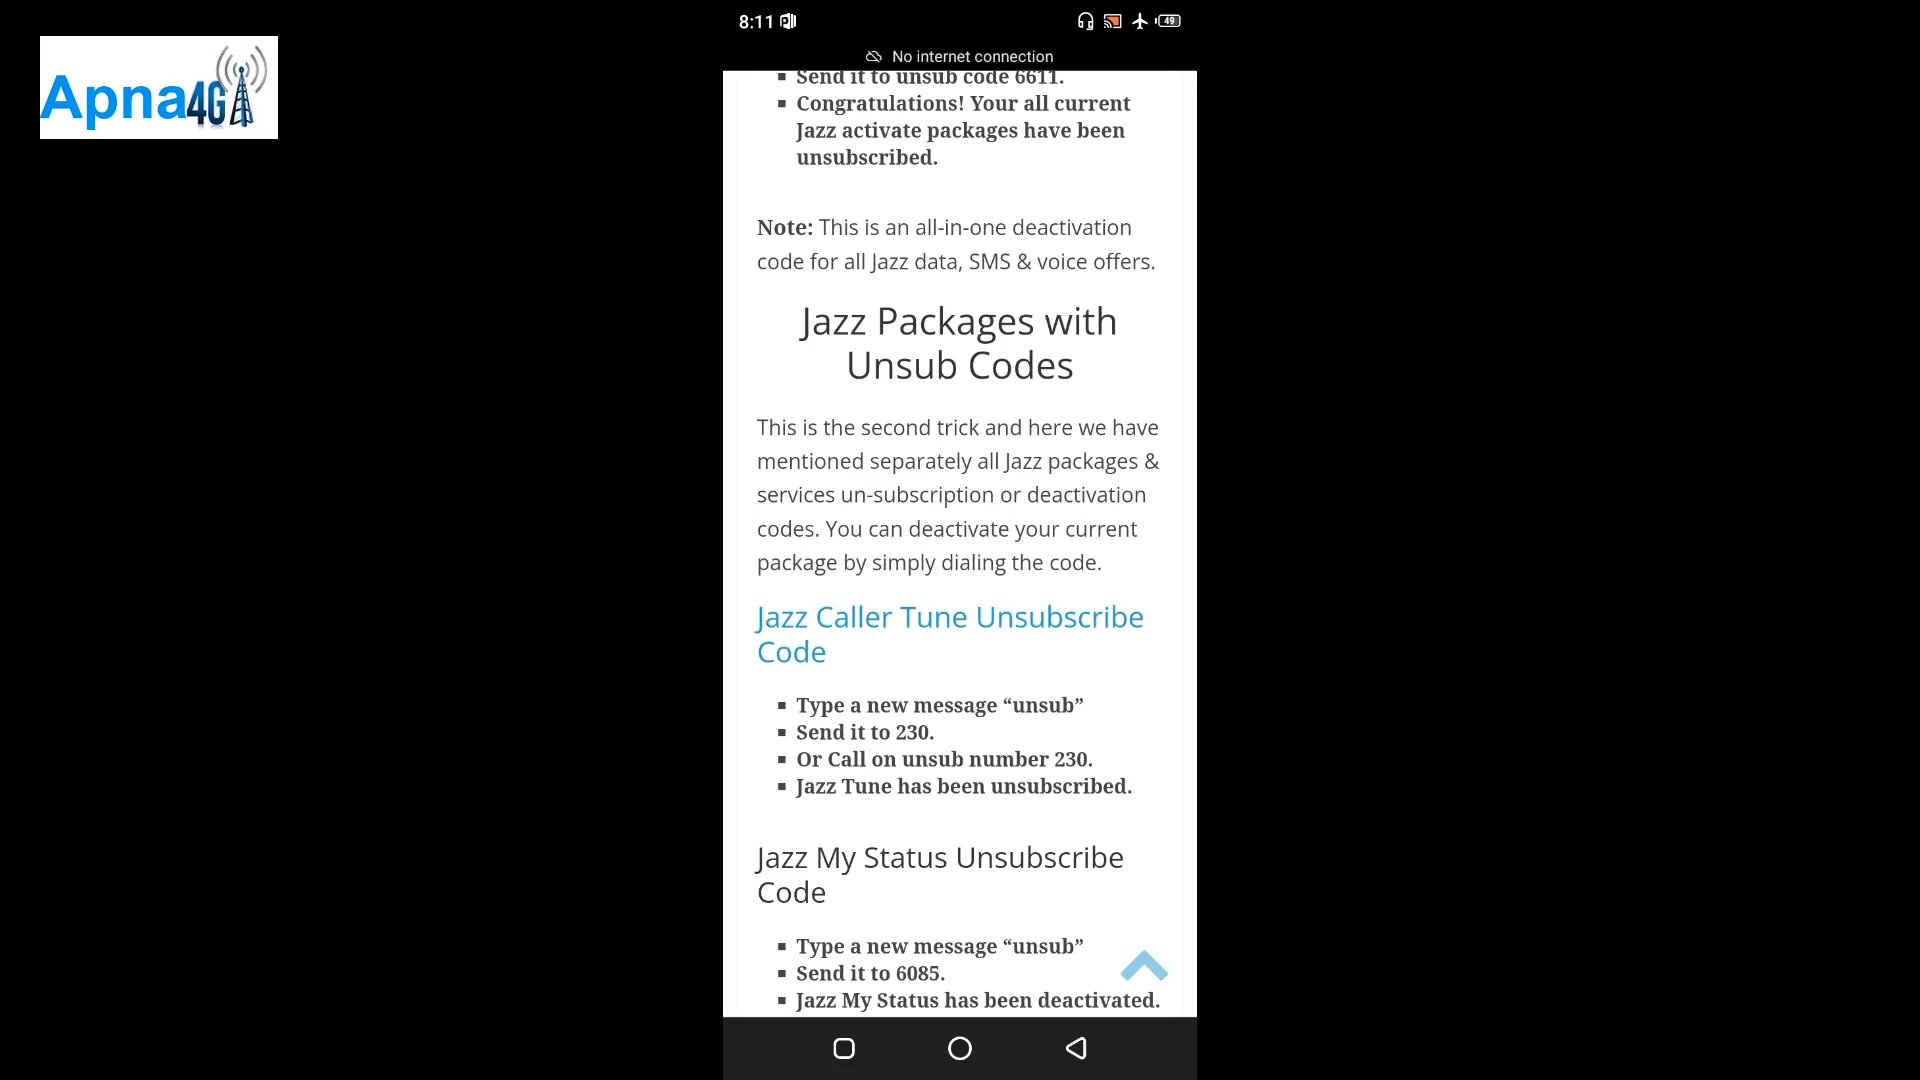 8:11
49
No internet connection
Apna4G
Send it to unsub code 6611.
Congratulations! Your all current
Jazz activate packages have been
unsubscribed.
Note: This is an all-in-one deactivation
code for all Jazz data, SMS & voice offers.
Jazz Packages with
Unsub Codes
This is the second trick and here we have
mentioned separately all Jazz packages &
services un-subscription or deactivation
codes. You can deactivate your current
package by simply dialing the code.
Jazz Caller Tune Unsubscribe
Code
Type a new message “unsub”
Send it to 230.
Or Call on unsub number 230.
Jazz Tune has been unsubscribed.
Jazz My Status Unsubscribe
Code
Type a new message “unsub”
Send it to 6085.
Jazz My Status has been deactivated.